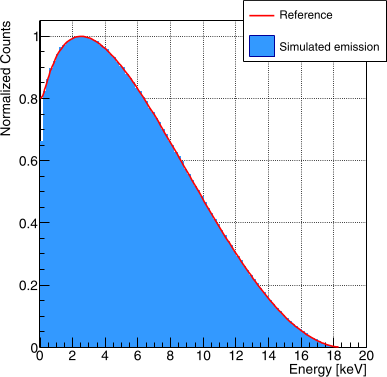 Reference
Simulated emission
Normalized Counts
1
0.8
0.6
0.4
0.2
0
0 2 4 6 8 10 12 14 16 18 20
Energy [keV]